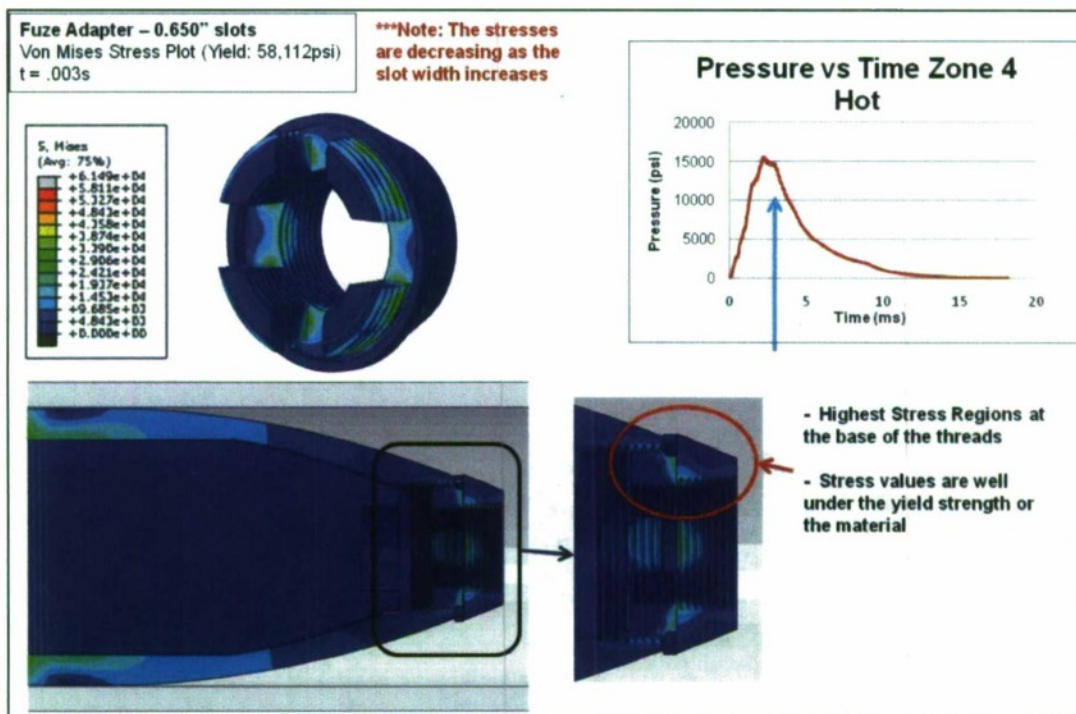 Fuze Adapter – 0.650" slots
Von Mises Stress Plot (Yield: 58,112psi)
t = .003s
***Note: The stresses
are decreasing as the
slot width increases
S, Mises
(Avg: 75%)
+6.149e+04
+5.811e+04
+5.327e+04
+4.843e+04
+4.358e+04
+3.874e+04
+3.390e+04
+2.906e+04
+2.421e+04
+1.937e+04
+1.453e+04
+9.685e+03
+4.843e+03
+0.000e+00
Pressure vs Time Zone 4
Hot
Pressure (psi)
20000
15000
10000
5000
0
0
5
10
15
20
Time (ms)
- Highest Stress Regions at
the base of the threads
- Stress values are well
under the yield strength or
the material